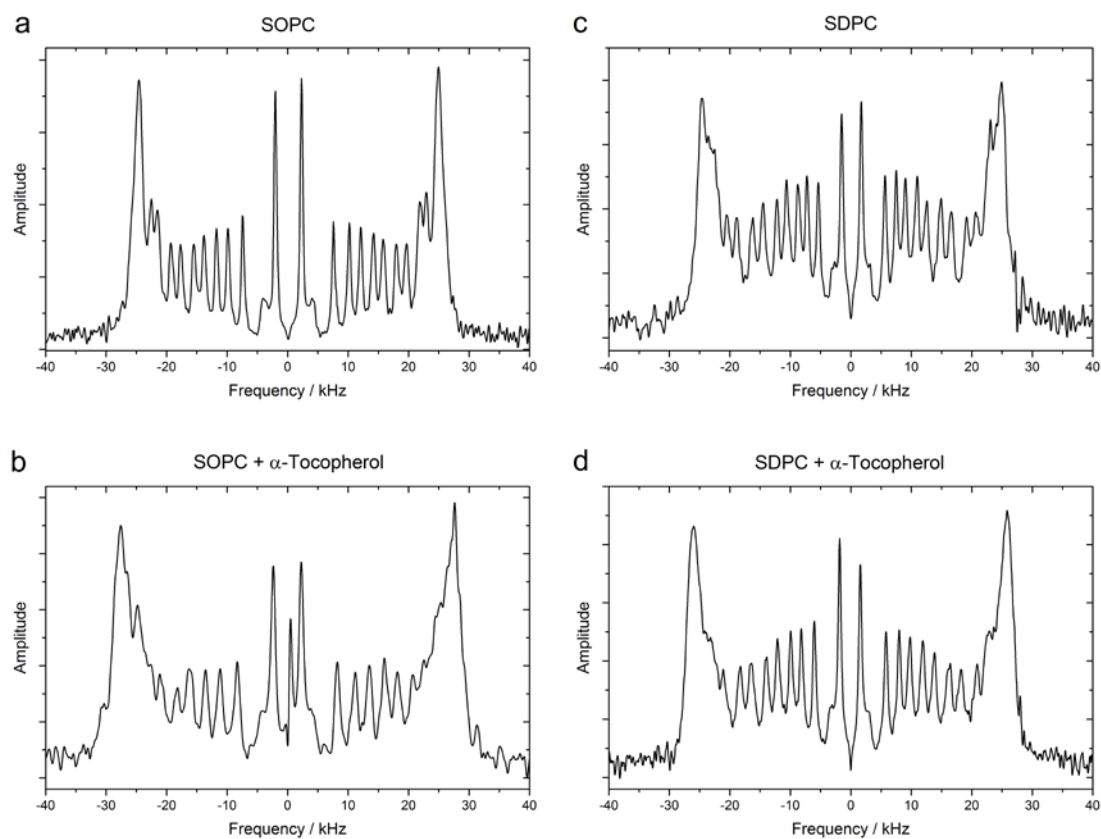 a
SOPC
Amplitude
-40 -30 -20 -10 0 10 20 30 40
Frequency / kHz
c
SDPC
Amplitude
-40 -30 -20 -10 0 10 20 30 40
Frequency / kHz
b
SOPC + α-Tocopherol
Amplitude
-40 -30 -20 -10 0 10 20 30 40
Frequency / kHz
d
SDPC + α-Tocopherol
Amplitude
-40 -30 -20 -10 0 10 20 30 40
Frequency / kHz